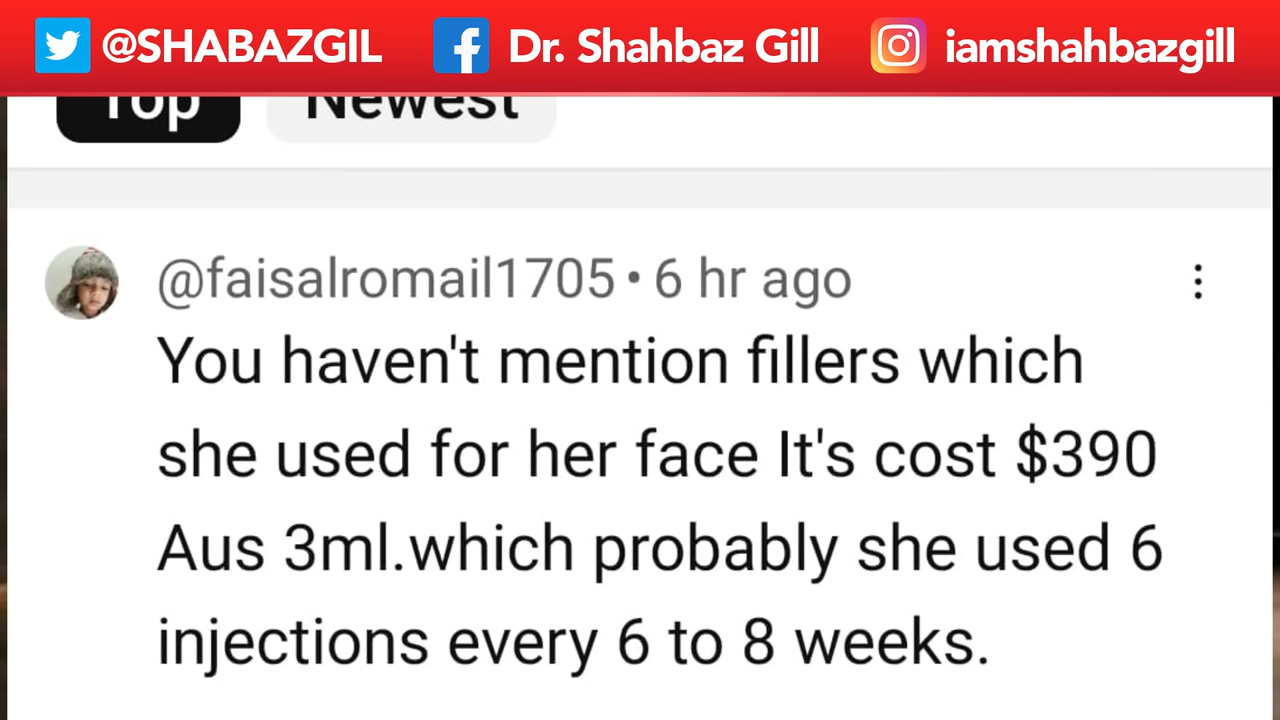 @SHABAZGIL Dr. Shahbaz Gill iamshahbazgill
Top Newest
@faisalromail1705 • 6 hr ago
You haven't mention fillers which
she used for her face It's cost $390
Aus 3ml.which probably she used 6
injections every 6 to 8 weeks.